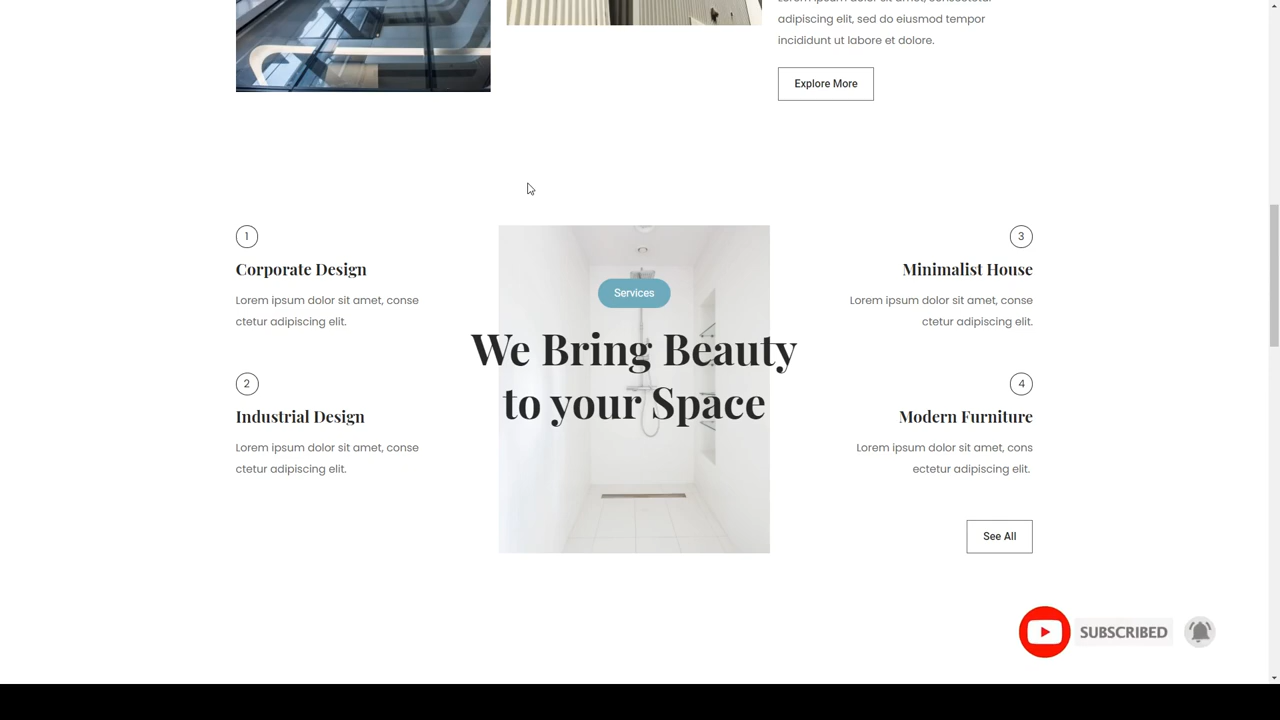 adipiscing elit, sed do eiusmod tempor
incididunt ut labore et dolore.
Explore More
1
Corporate Design
Lorem ipsum dolor sit amet, conse
ctetur adipiscing elit.
2
Industrial Design
Lorem ipsum dolor sit amet, conse
ctetur adipiscing elit.
Services
We Bring Beauty
to your Space
3
Minimalist House
Lorem ipsum dolor sit amet, conse
ctetur adipiscing elit.
4
Modern Furniture
Lorem ipsum dolor sit amet, cons
ectetur adipiscing elit.
See All
SUBSCRIBED